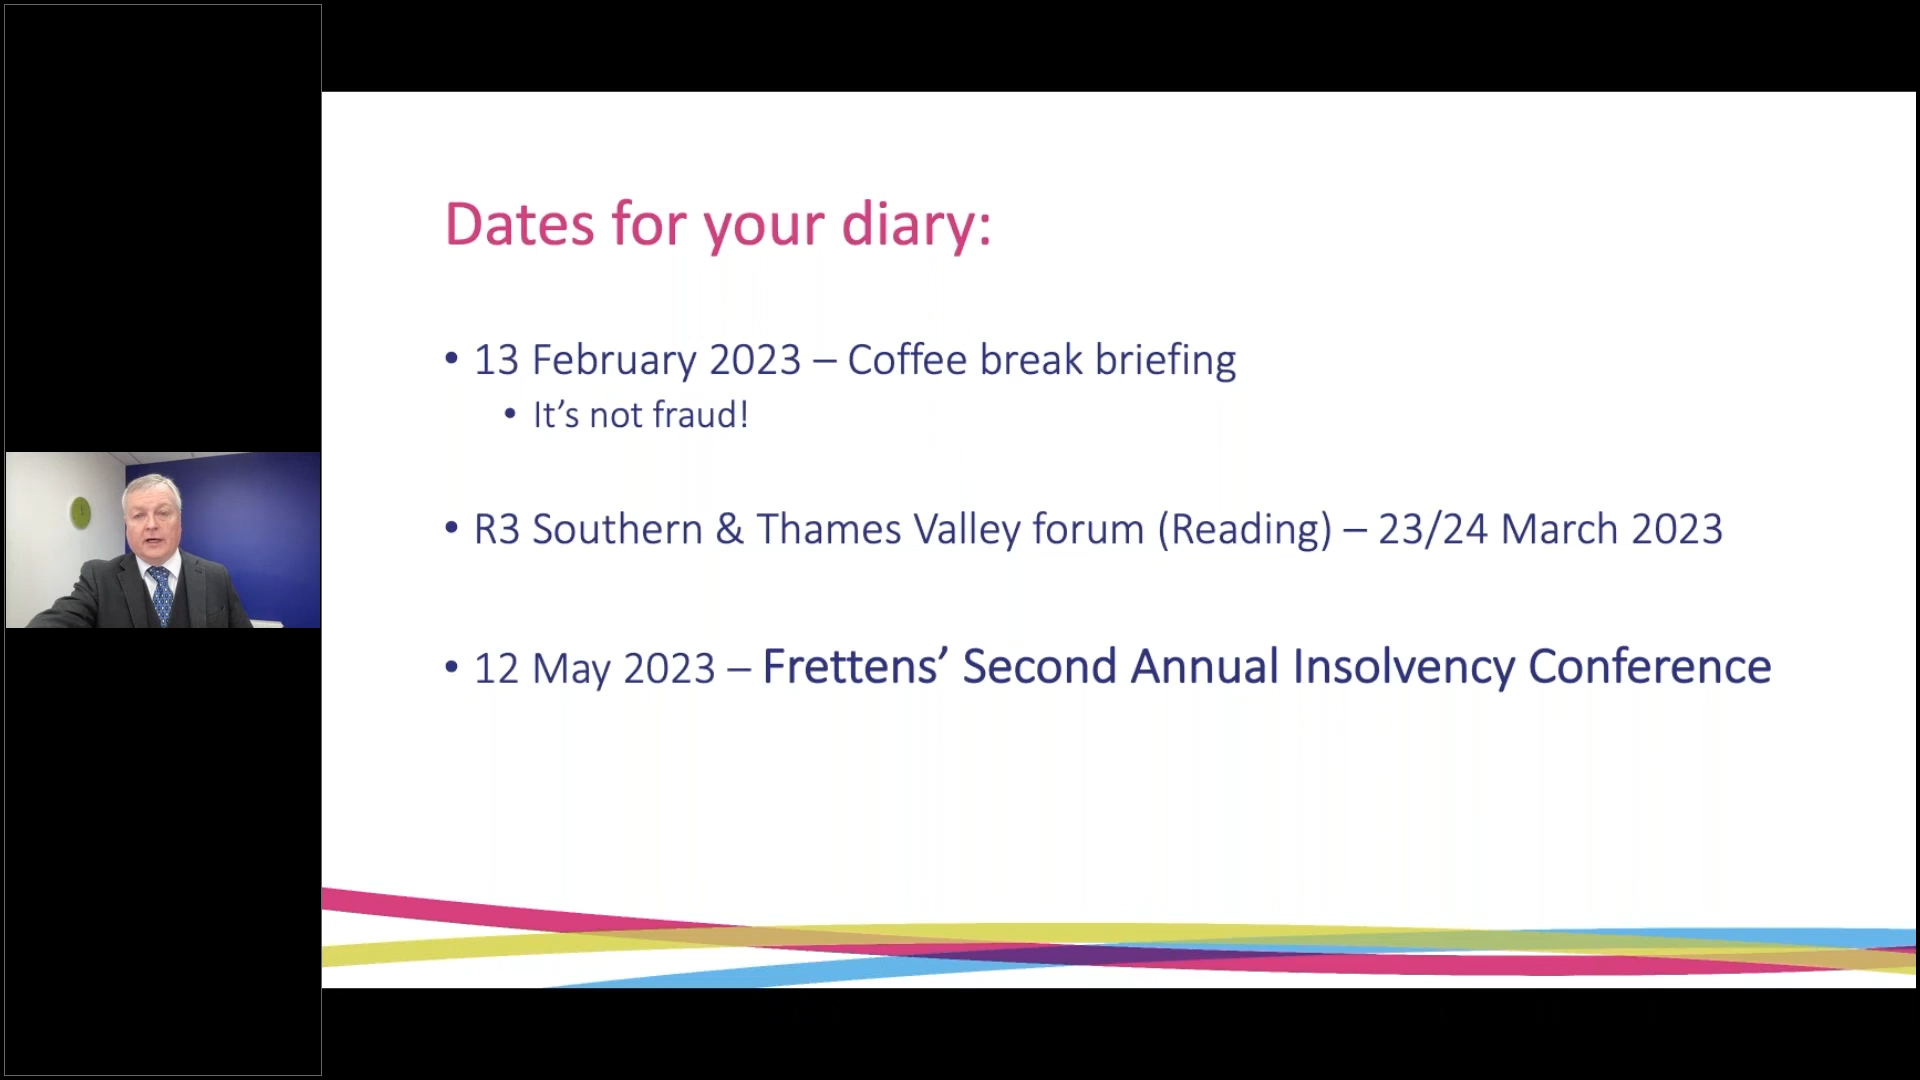 Dates for your diary:
• 13 February 2023 – Coffee break briefing
• It’s not fraud!
• R3 Southern & Thames Valley forum (Reading) – 23/24 March 2023
• 12 May 2023 – Frettens’ Second Annual Insolvency Conference